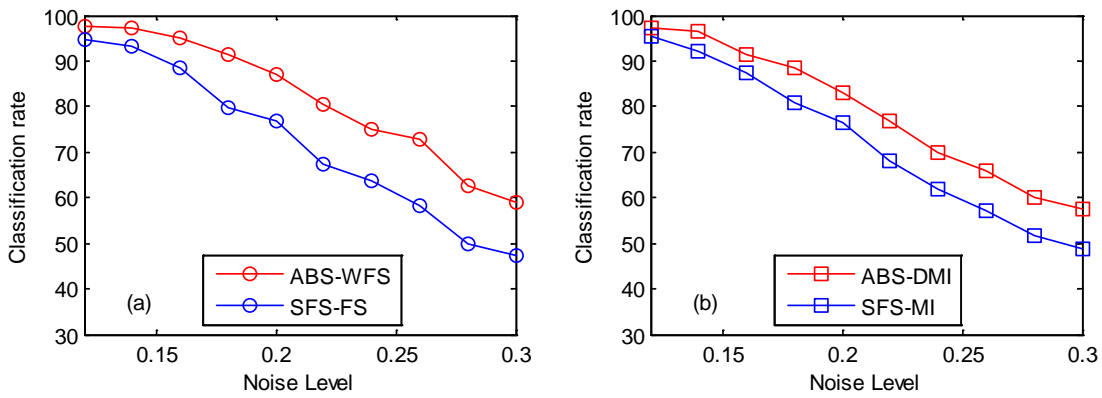 100
90
80
70
60
50
40
30
Classification rate
0.15
0.2
0.25
0.3
Noise Level
(a)
ABS-WFS
SFS-FS
100
90
80
70
60
50
40
30
Classification rate
0.15
0.2
0.25
0.3
Noise Level
(b)
ABS-DMI
SFS-MI